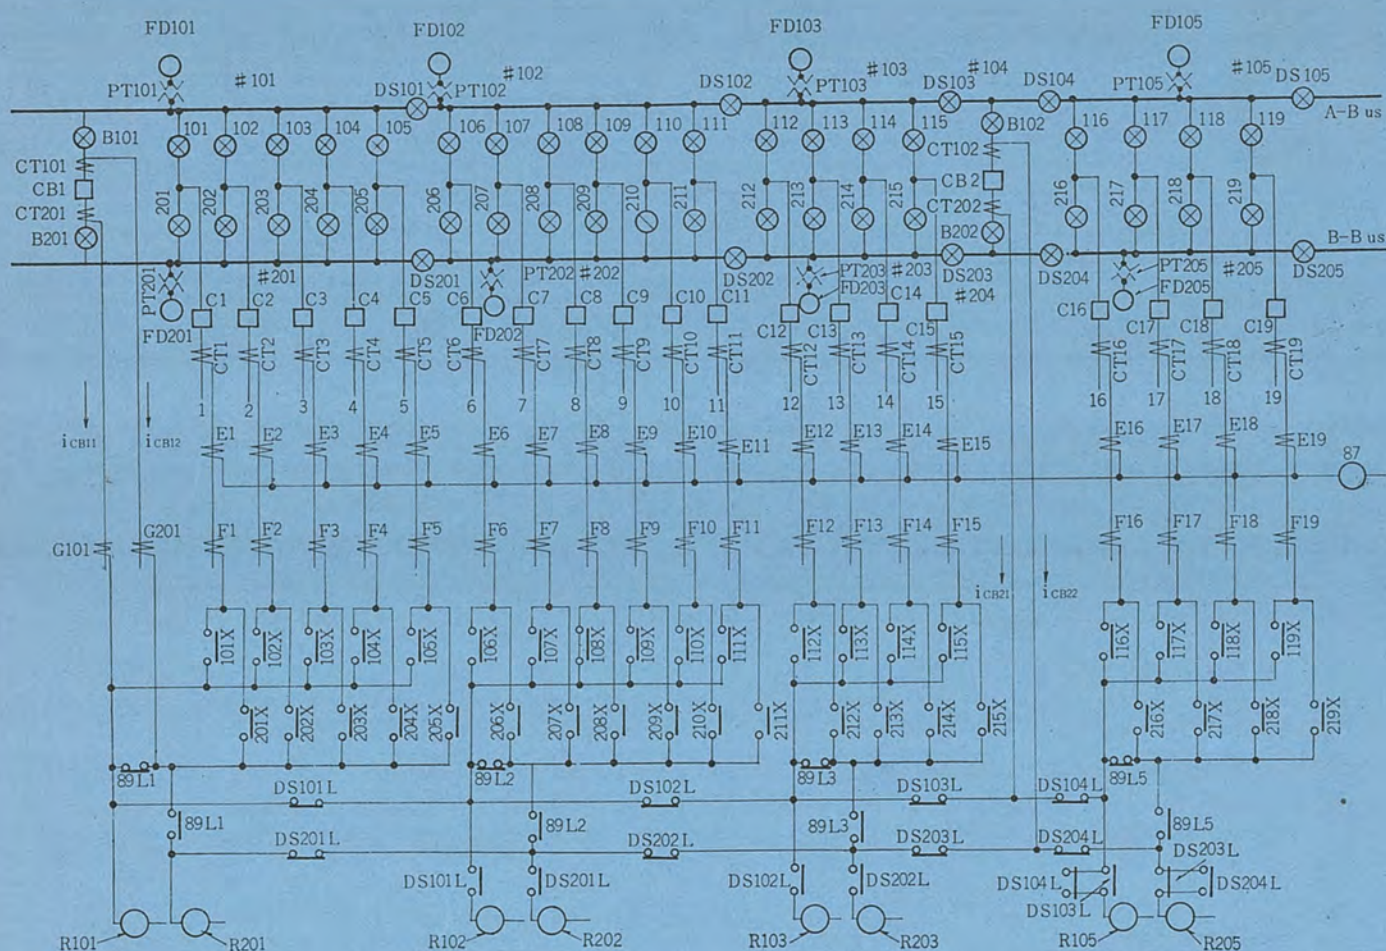 FD101 FD102 FD103 FD105
PT101 #101 DS101 PT102 #102 DS102 PT103 #103 DS103 #104 DS104 PT105 #105 DS105
A-Bus
B101 101 102 103 104 105 106 107 108 109 110 111 112 113 114 115 B102 116 117 118 119
CT101 CT102
CB1 201 202 203 204 205 206 207 208 209 210 211 212 213 214 215 CB2 216 217 218 219
CT201 CT202
B201 B202
B-Bus
PT201 #201 DS201 PT202 #202 DS202 PT203 #203 DS203 DS204 PT205 #205 DS205
FD201 FD202 FD203 #204 FD205
C1 C2 C3 C4 C5 C6 C7 C8 C9 C10 C11 C12 C13 C14 C15 C16 C17 C18 C19
CT1 CT2 CT3 CT4 CT5 CT6 CT7 CT8 CT9 CT10 CT11 CT12 CT13 CT14 CT15 CT16 CT17 CT18 CT19
1 2 3 4 5 6 7 8 9 10 11 12 13 14 15 16 17 18 19
iCB11 iCB12
E1 E2 E3 E4 E5 E6 E7 E8 E9 E10 E11 E12 E13 E14 E15 E16 E17 E18 E19
87
G101 G201 F1 F2 F3 F4 F5 F6 F7 F8 F9 F10 F11 F12 F13 F14 F15 F16 F17 F18 F19
iCB21 iCB22
101X 102X 103X 104X 105X 106X 107X 108X 109X 110X 111X 112X 113X 114X 115X 116X 117X 118X 119X
201X 202X 203X 204X 205X 206X 207X 208X 209X 210X 211X 212X 213X 214X 215X 216X 217X 218X 219X
89L1 89L2 89L3 89L5
DS101L DS102L DS103L DS104L
89L1 89L2 89L3 89L5
DS201L DS202L DS203L DS204L
DS203L
DS101L DS201L DS102L DS202L DS104L DS204L
DS103L
R101 R201 R102 R202 R103 R203 R105 R205